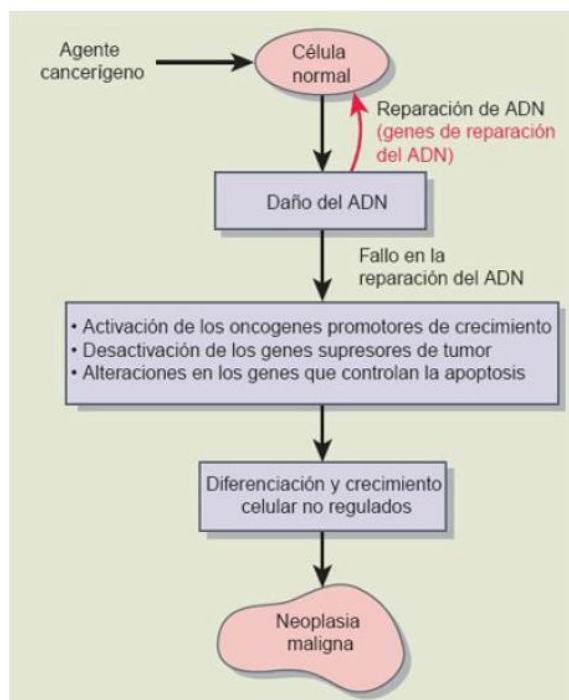 Agente
cancerígeno
Célula
normal
Reparación de ADN
(genes de reparación
del ADN)
Daño del ADN
Fallo en la
reparación del ADN
• Activación de los oncogenes promotores de crecimiento
• Desactivación de los genes supresores de tumor
• Alteraciones en los genes que controlan la apoptosis
Diferenciación y crecimiento
celular no regulados
Neoplasia
maligna